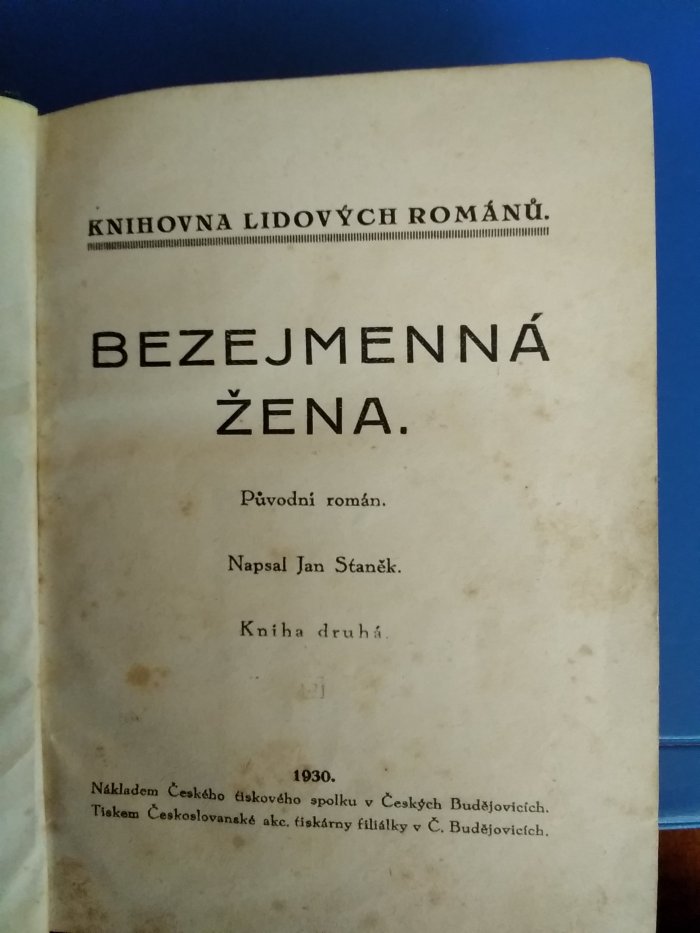 KNIHOVNA LIDOVÝCH ROMÁNŮ.
BEZEJMENNÁ
ŽENA.
Původní román.
Napsal Jan Staněk.
Kniha druhá.
1930.
Nákladem Českého tiskového spolku v Českých Budějovicích.
Tiskem Československé akc. tiskárny filiálky v Č. Budějovicích.